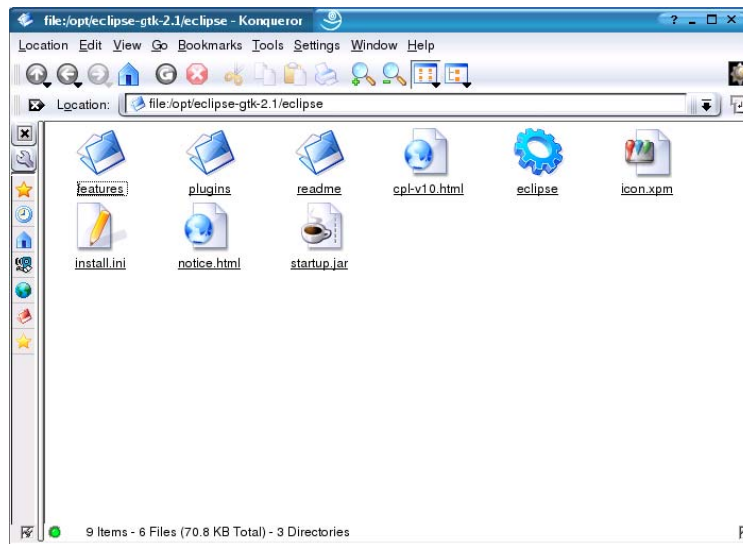 file:/opt/eclipse-gtk-2.1/eclipse - Konqueror
Location Edit View Go Bookmarks Tools Settings Window Help
Location: file:/opt/eclipse-gtk-2.1/eclipse
features plugins readme cpl-v10.html eclipse icon.xpm
install.ini notice.html startup.jar
9 Items - 6 Files (70.8 KB Total) - 3 Directories